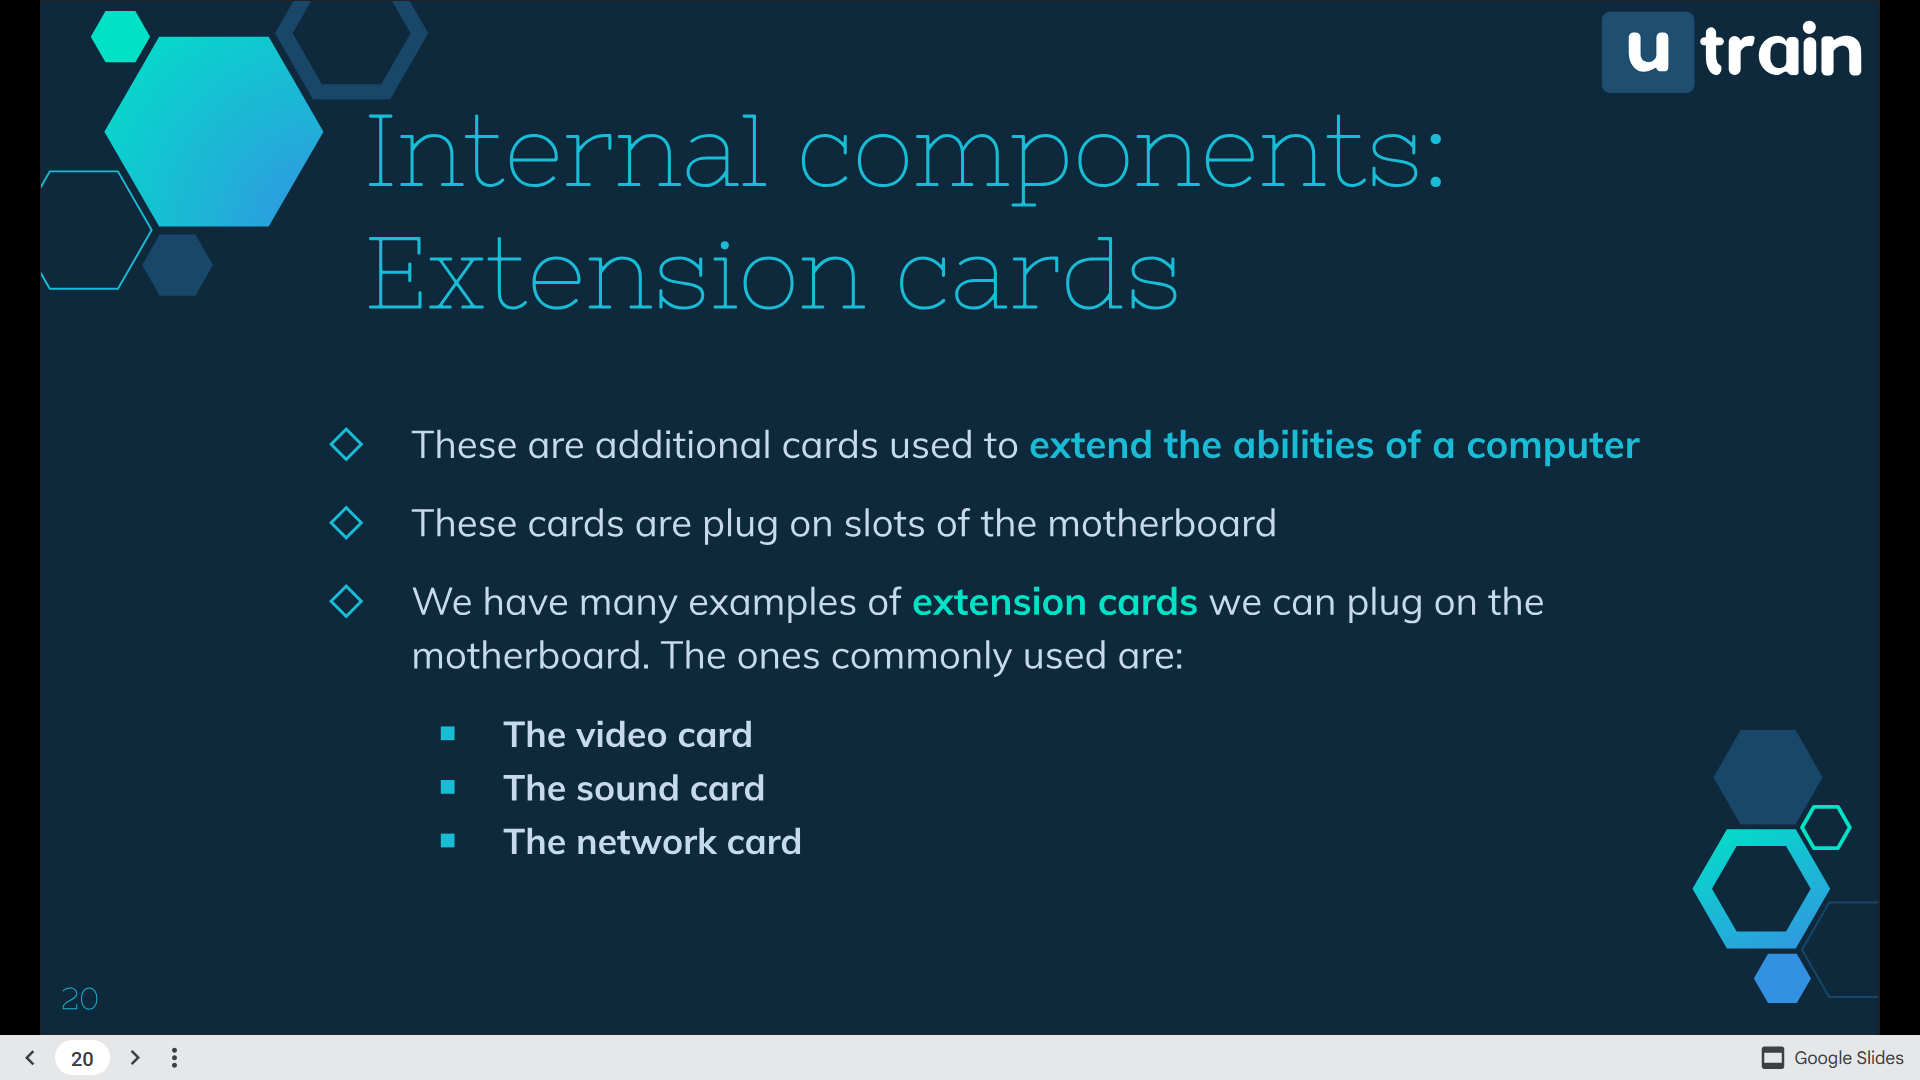 u train
Internal components:
Extension cards
These are additional cards used to extend the abilities of a computer
These cards are plug on slots of the motherboard
We have many examples of extension cards we can plug on the
motherboard. The ones commonly used are:
The video card
The sound card
The network card
20
20
Google Slides